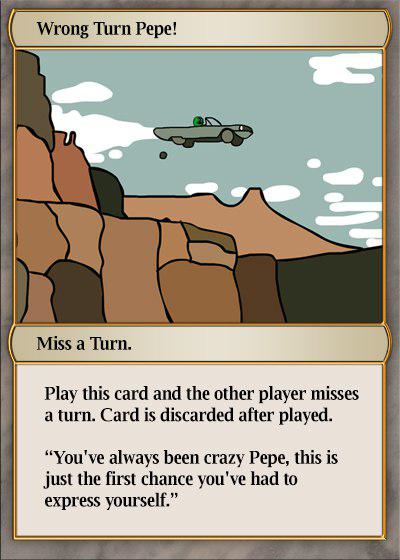 Wrong Turn Pepe!
Miss a Turn.
Play this card and the other player misses
a turn. Card is discarded after played.
“You've always been crazy Pepe, this is
just the first chance you've had to
express yourself.”